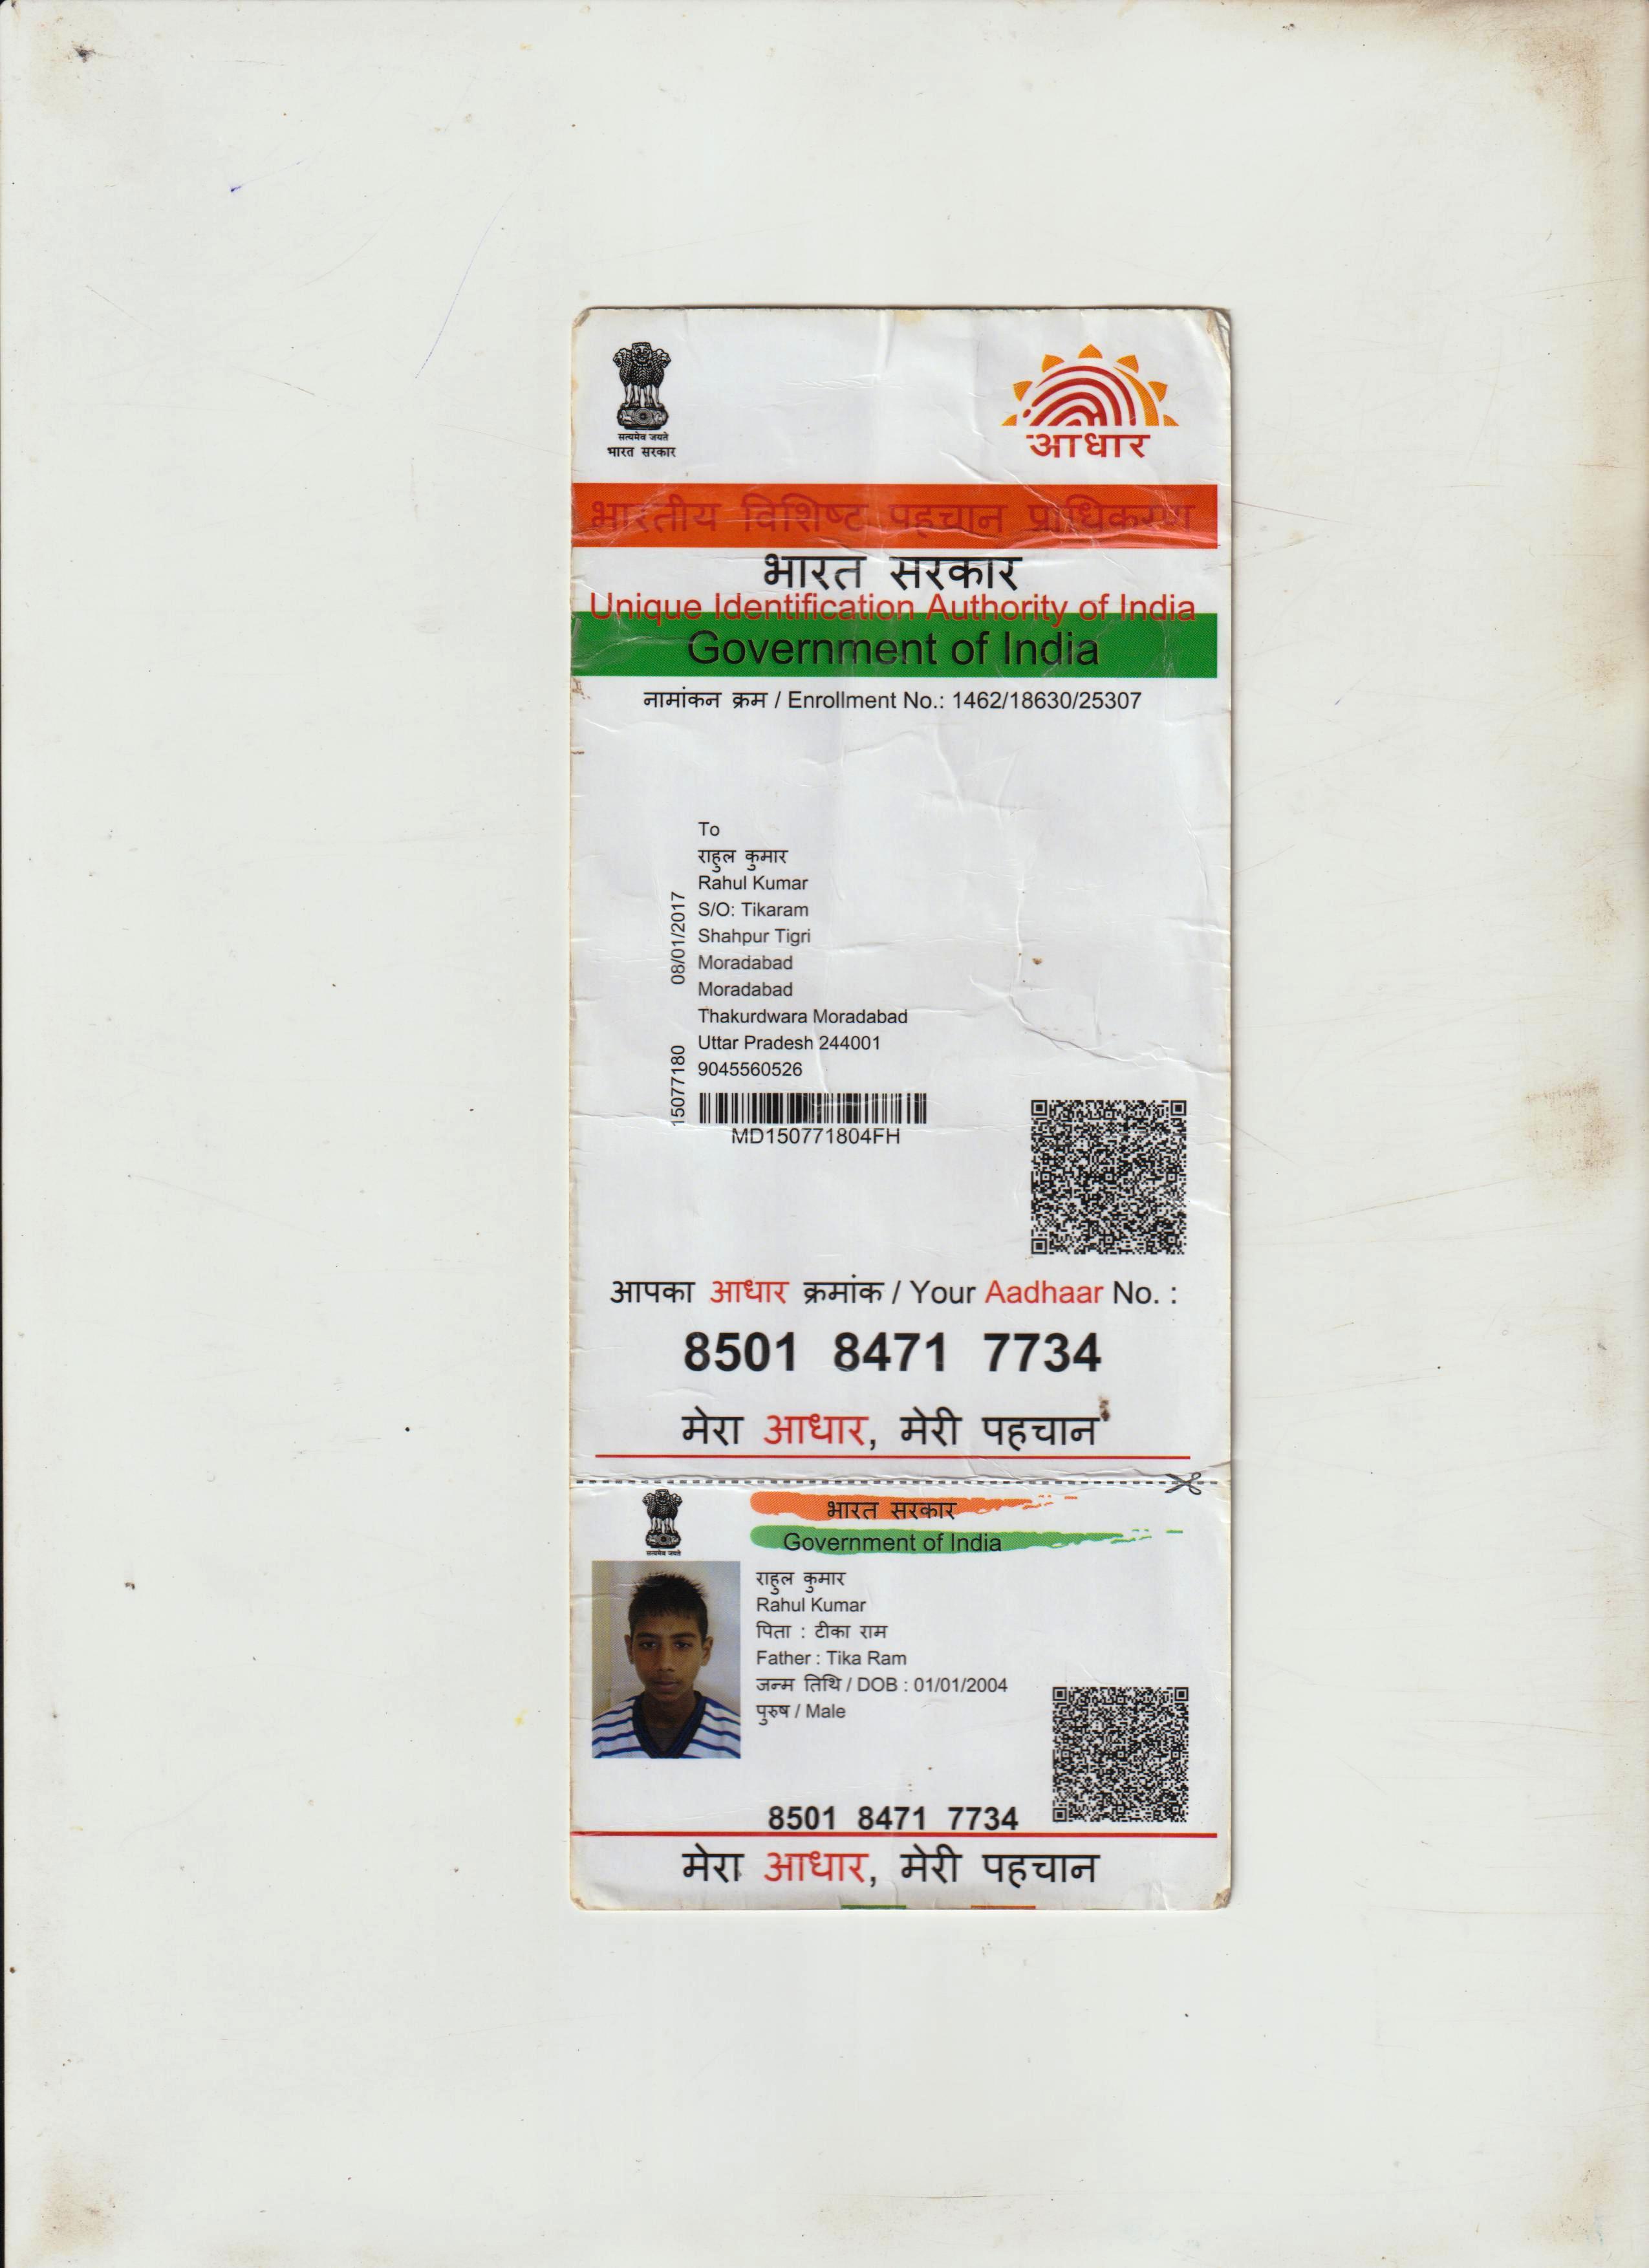 सत्यमेव जयते
भारत सरकार
आधार
भारतीय विशिष्ट पहचान प्राधिकरण
भारत सरकार
Unique Identification Authority of India
Government of India
नामांकन क्रम / Enrollment No.: 1462/18630/25307
To
राहुल कुमार
Rahul Kumar
S/O: Tikaram
Shahpur Tigri
Moradabad
Moradabad
Thakurdwara Moradabad
Uttar Pradesh 244001
9045560526
08/01/2017
15077180
MD150771804FH
आपका आधार क्रमांक / Your Aadhaar No. :
8501 8471 7734
मेरा आधार, मेरी पहचान
सत्यमेव जयते
भारत सरकार
Government of India
राहुल कुमार
Rahul Kumar
पिता : टीका राम
Father : Tika Ram
जन्म तिथि / DOB : 01/01/2004
पुरुष / Male
8501 8471 7734
मेरा आधार, मेरी पहचान